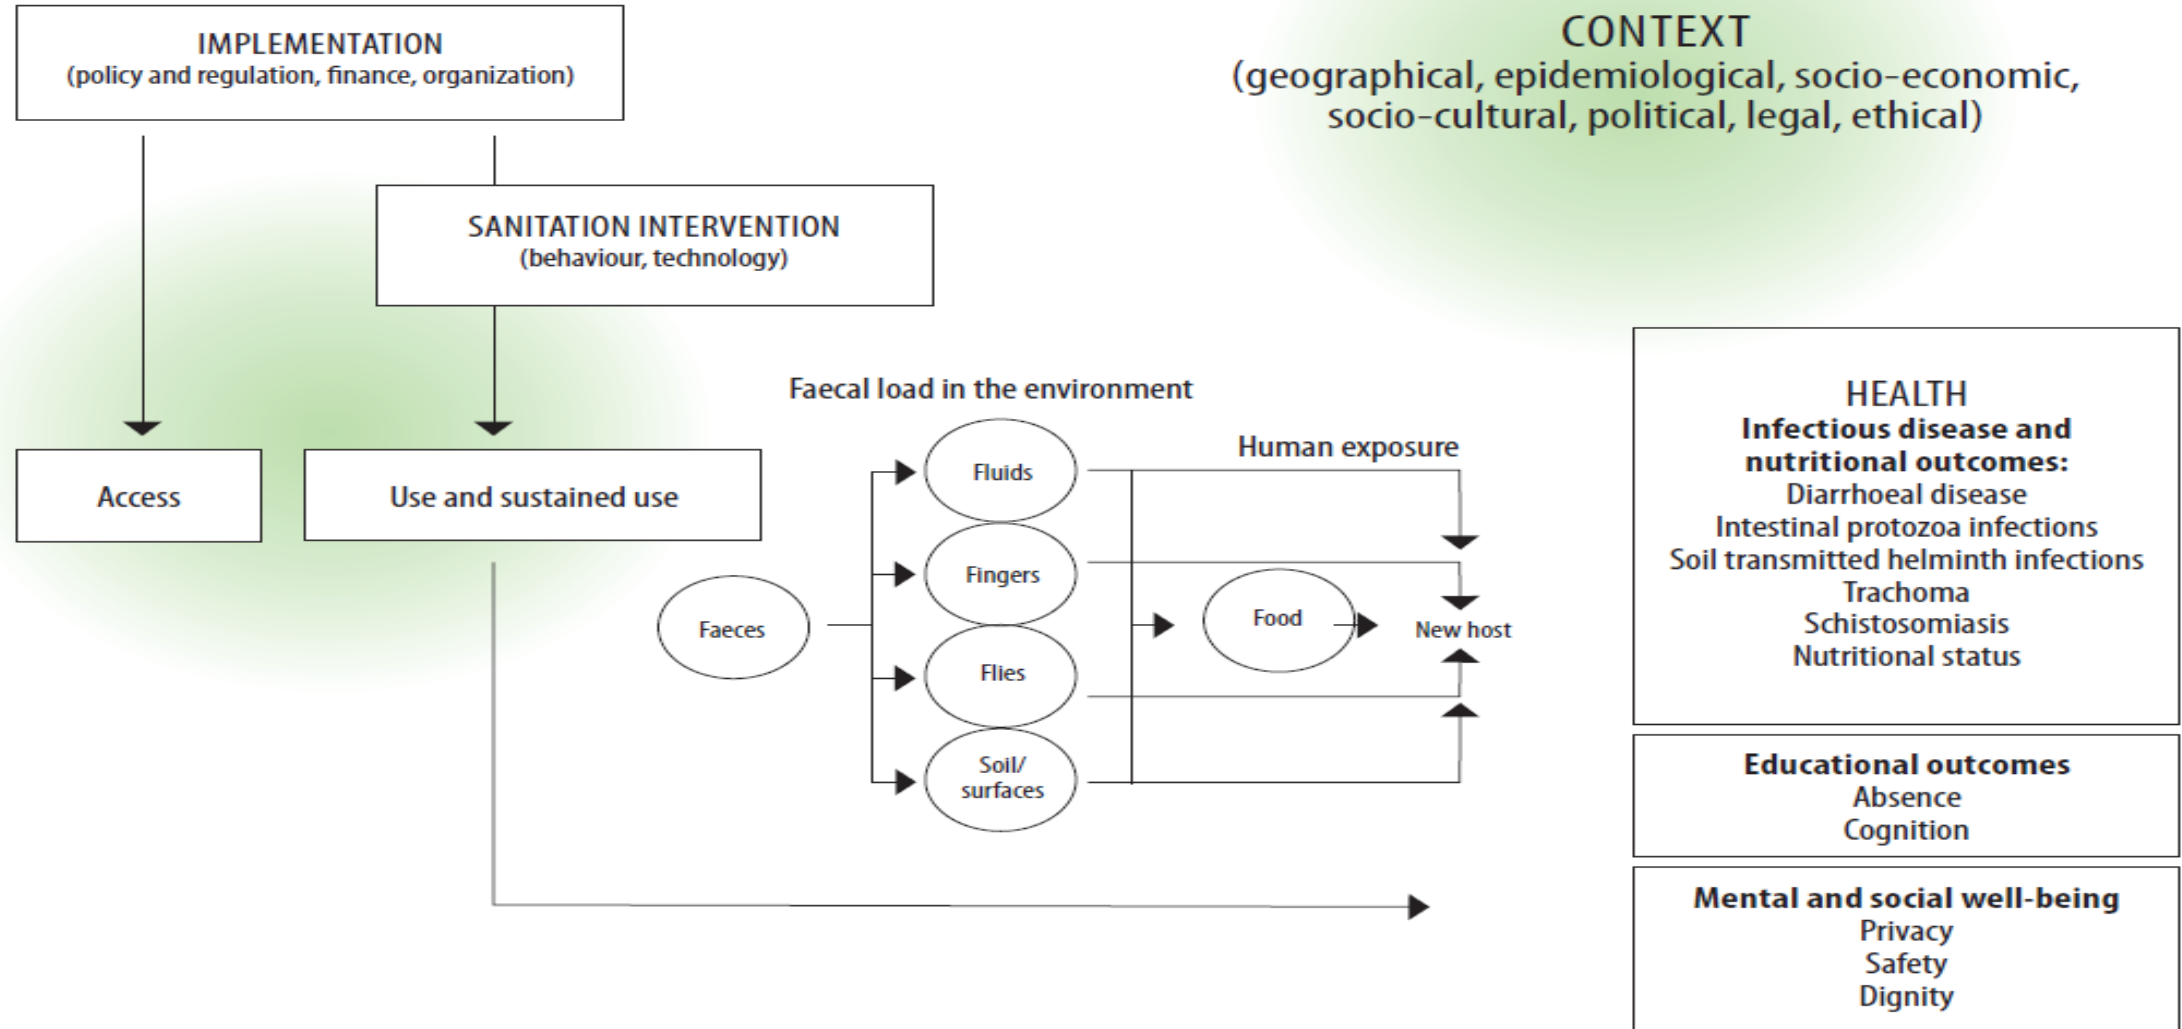 IMPLEMENTATION
(policy and regulation, finance, organization)
CONTEXT
(geographical, epidemiological, socio-economic,
socio-cultural, political, legal, ethical)
SANITATION INTERVENTION
(behaviour, technology)
Access
Use and sustained use
Faecal load in the environment
Human exposure
Faeces
Fluids
Fingers
Flies
Soil/
surfaces
Food
New host
HEALTH
Infectious disease and
nutritional outcomes:
Diarrhoeal disease
Intestinal protozoa infections
Soil transmitted helminth infections
Trachoma
Schistosomiasis
Nutritional status
Educational outcomes
Absence
Cognition
Mental and social well-being
Privacy
Safety
Dignity